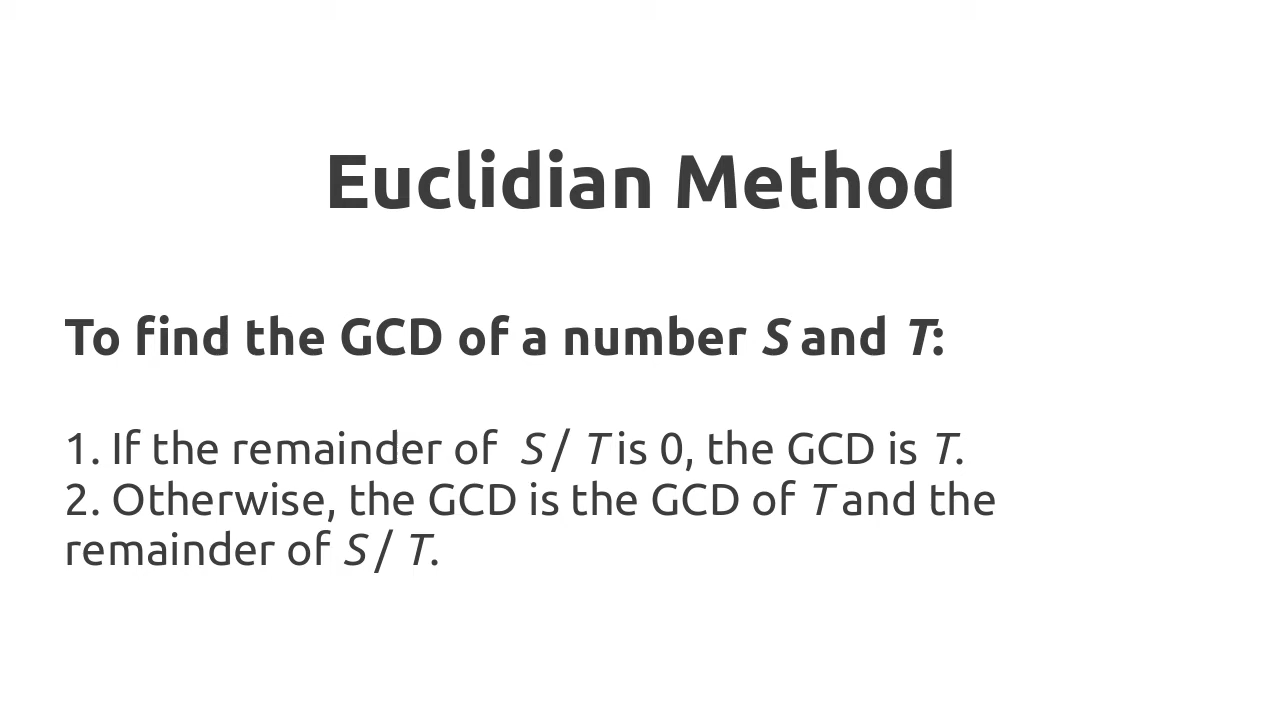 Euclidian Method
To find the GCD of a number S and T:
1. If the remainder of S / T is 0, the GCD is T.
2. Otherwise, the GCD is the GCD of T and the
remainder of S / T.